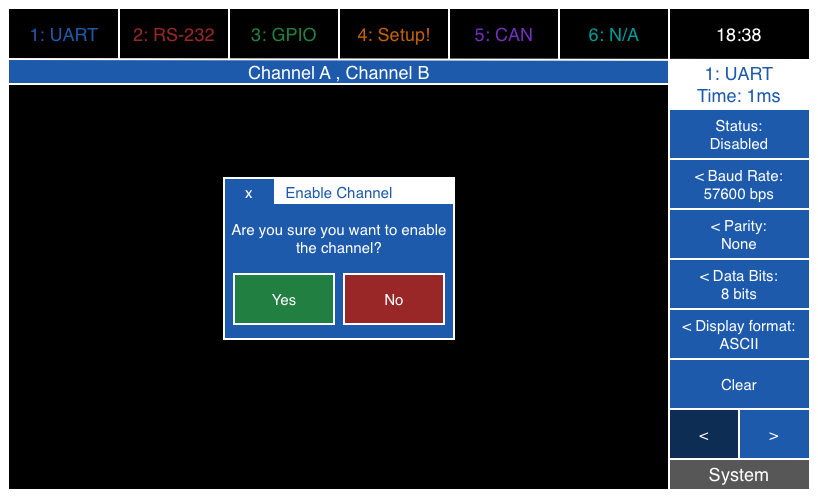 1: UART 2: RS-232 3: GPIO 4: Setup! 5: CAN 6: N/A 18:38
Channel A , Channel B
1: UART
Time: 1ms
Status:
Disabled
< Baud Rate:
57600 bps
< Parity:
None
< Data Bits:
8 bits
< Display format:
ASCII
Clear
< >
System
x Enable Channel
Are you sure you want to enable
the channel?
Yes No